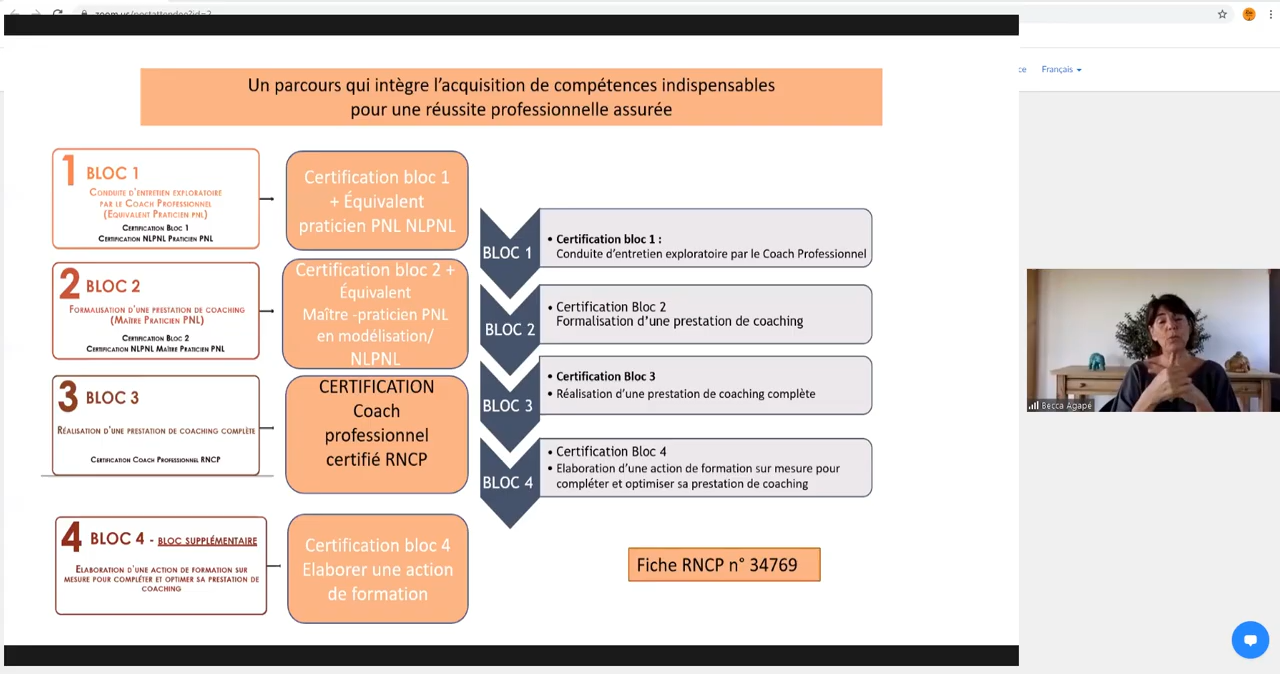 Français
Un parcours qui intègre l'acquisition de compétences indispensables
pour une réussite professionnelle assurée
1 BLOC 1
CONDUITE D'ENTRETIEN EXPLORATOIRE
PAR LE COACH PROFESSIONNEL
(EQUIVALENT PRATICIEN PNL)
CERTIFICATION BLOC 1
CERTIFICATION NLPNL PRATICIEN PNL
Certification bloc 1
+ Équivalent
praticien PNL NLPNL
2 BLOC 2
FORMALISATION D'UNE PRESTATION DE COACHING
(MAÎTRE PRATICIEN PNL)
CERTIFICATION BLOC 2
CERTIFICATION NLPNL MAÎTRE PRATICIEN PNL
Certification bloc 2 +
Équivalent
Maître -praticien PNL
en modélisation/
NLPNL
3 BLOC 3
RÉALISATION D'UNE PRESTATION DE COACHING COMPLÈTE
CERTIFICATION COACH PROFESSIONNEL RNCP
CERTIFICATION
Coach
professionnel
certifié RNCP
4 BLOC 4 - BLOC SUPPLÉMENTAIRE
ELABORATION D'UNE ACTION DE FORMATION SUR
MESURE POUR COMPLÉTER ET OPTIMER SA PRESTATION DE
COACHING
Certification bloc 4
Elaborer une action
de formation
BLOC 1
• Certification bloc 1 :
Conduite d'entretien exploratoire par le Coach Professionnel
BLOC 2
• Certification Bloc 2
Formalisation d'une prestation de coaching
BLOC 3
• Certification Bloc 3
• Réalisation d'une prestation de coaching complète
BLOC 4
• Certification Bloc 4
• Elaboration d'une action de formation sur mesure pour
compléter et optimiser sa prestation de coaching
Fiche RNCP n° 34769
Becca Agapé